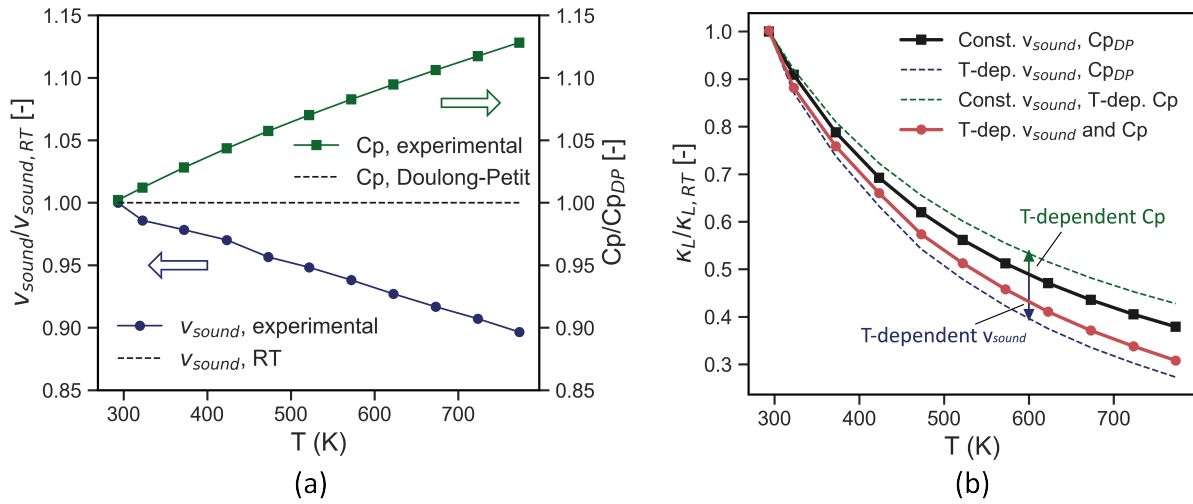 1.15
1.10
1.05
1.00
0.95
0.90
0.85
v_sound/v_sound, RT [-]
Cp, experimental
Cp, Doulong-Petit
v_sound, experimental
v_sound, RT
1.15
1.10
1.05
1.00
0.95
0.90
0.85
Cp/Cp_DP [-]
300 400 500 600 700
T (K)
(a)
1.0
0.9
0.8
0.7
0.6
0.5
0.4
0.3
κ_L/κ_L, RT [-]
Const. v_sound, Cp_DP
T-dep. v_sound, Cp_DP
Const. v_sound, T-dep. Cp
T-dep. v_sound and Cp
T-dependent Cp
T-dependent v_sound
300 400 500 600 700
T (K)
(b)